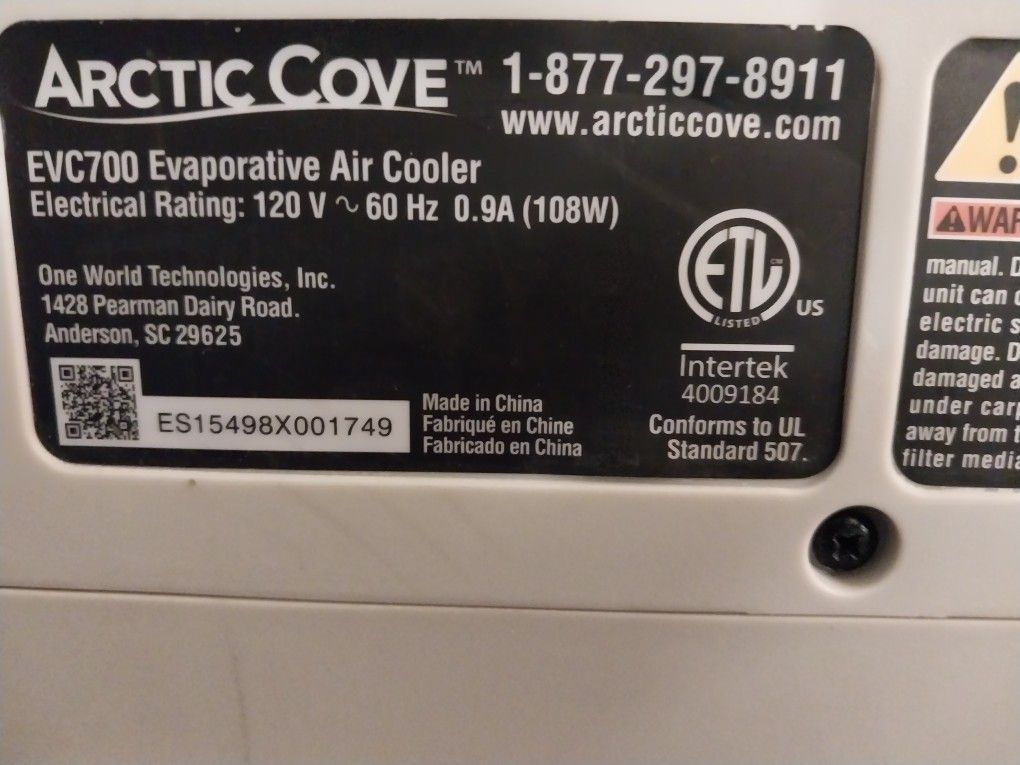 ARCTIC COVE™ 1-877-297-8911
www.arcticcove.com
EVC700 Evaporative Air Cooler
Electrical Rating: 120 V ~ 60 Hz 0.9A (108W)
One World Technologies, Inc.
1428 Pearman Dairy Road.
Anderson, SC 29625
ES15498X001749
Made in China
Fabriqué en Chine
Fabricado en China
ETL
LISTED
US
Intertek
4009184
Conforms to UL
Standard 507.
manual.
unit can
electric
damage.
damaged
under
away from
filter media